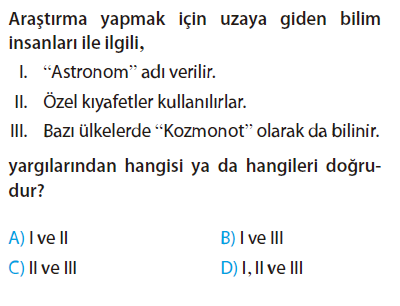 Araştırma yapmak için uzaya giden bilim
insanları ile ilgili,
I. “Astronom” adı verilir.
II. Özel kıyafetler kullanılırlar.
III. Bazı ülkelerde “Kozmonot” olarak da bilinir.
yargılarından hangisi ya da hangileri doğru-
dur?
A) I ve II B) I ve III
C) II ve III D) I, II ve III